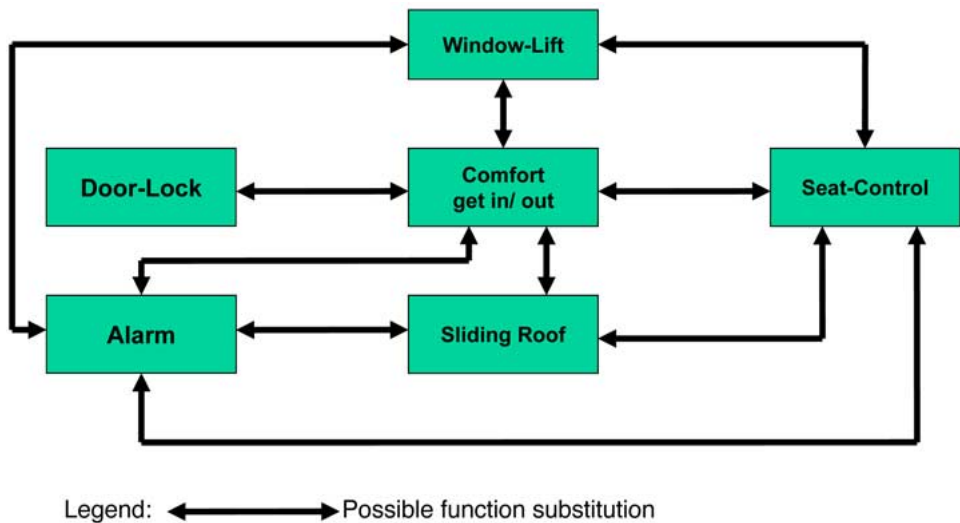 Window-Lift
Door-Lock
Comfort
get in/ out
Seat-Control
Alarm
Sliding Roof
Legend:
Possible function substitution